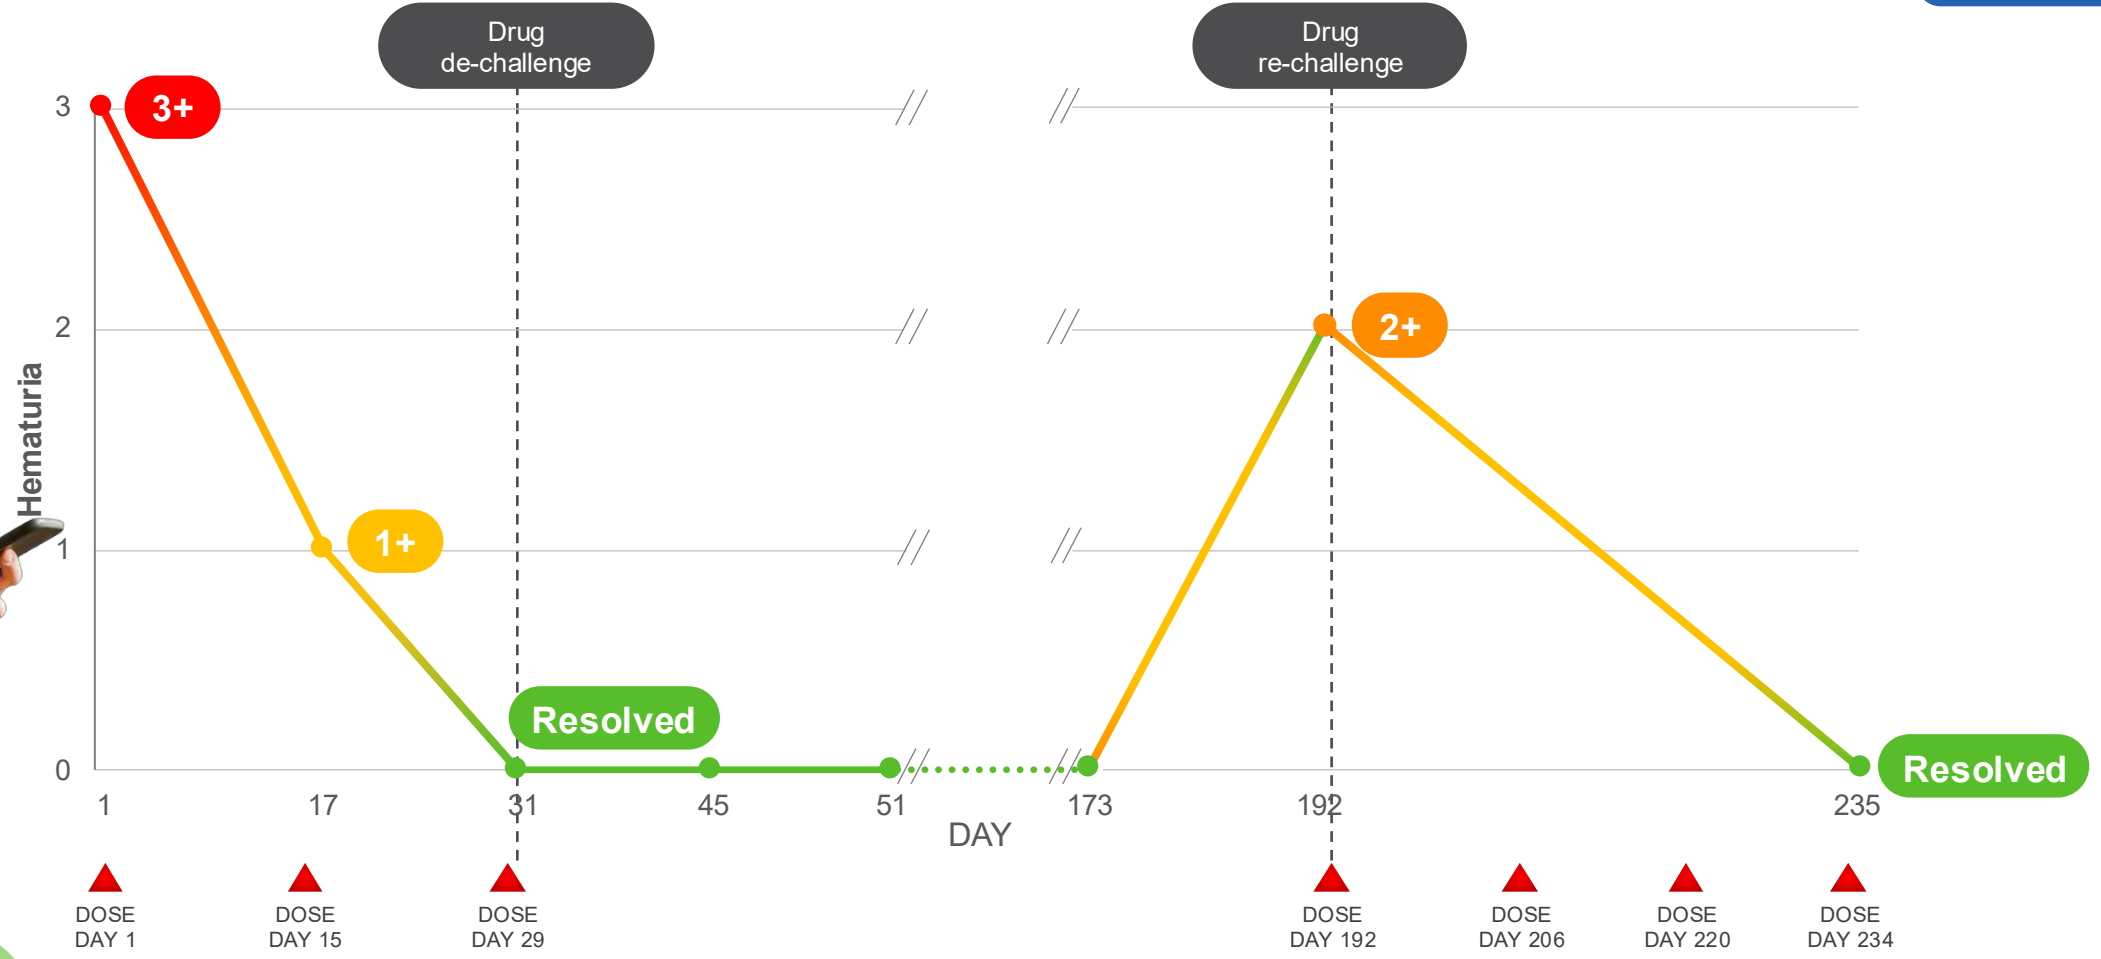 Drug
de-challenge
Drug
re-challenge
3
3+
2
2+
Hematuria
1
1+
Resolved
0
Resolved
1
17
31
45
51
173
192
235
DAY
DOSE
DAY 1
DOSE
DAY 15
DOSE
DAY 29
DOSE
DAY 192
DOSE
DAY 206
DOSE
DAY 220
DOSE
DAY 234